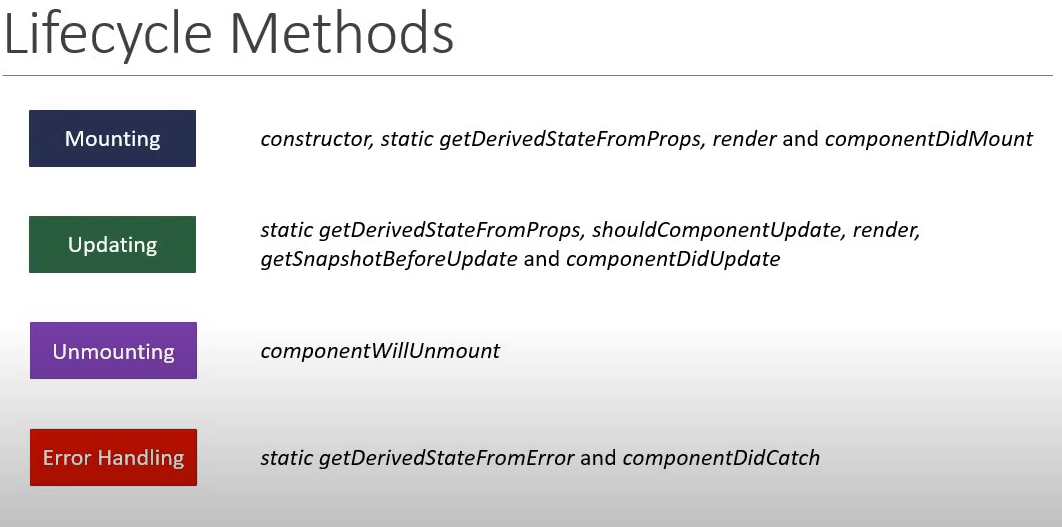 Lifecycle Methods
Mounting
constructor, static getDerivedStateFromProps, render and componentDidMount
Updating
static getDerivedStateFromProps, shouldComponentUpdate, render,
getSnapshotBeforeUpdate and componentDidUpdate
Unmounting
componentWillUnmount
Error Handling
static getDerivedStateFromError and componentDidCatch